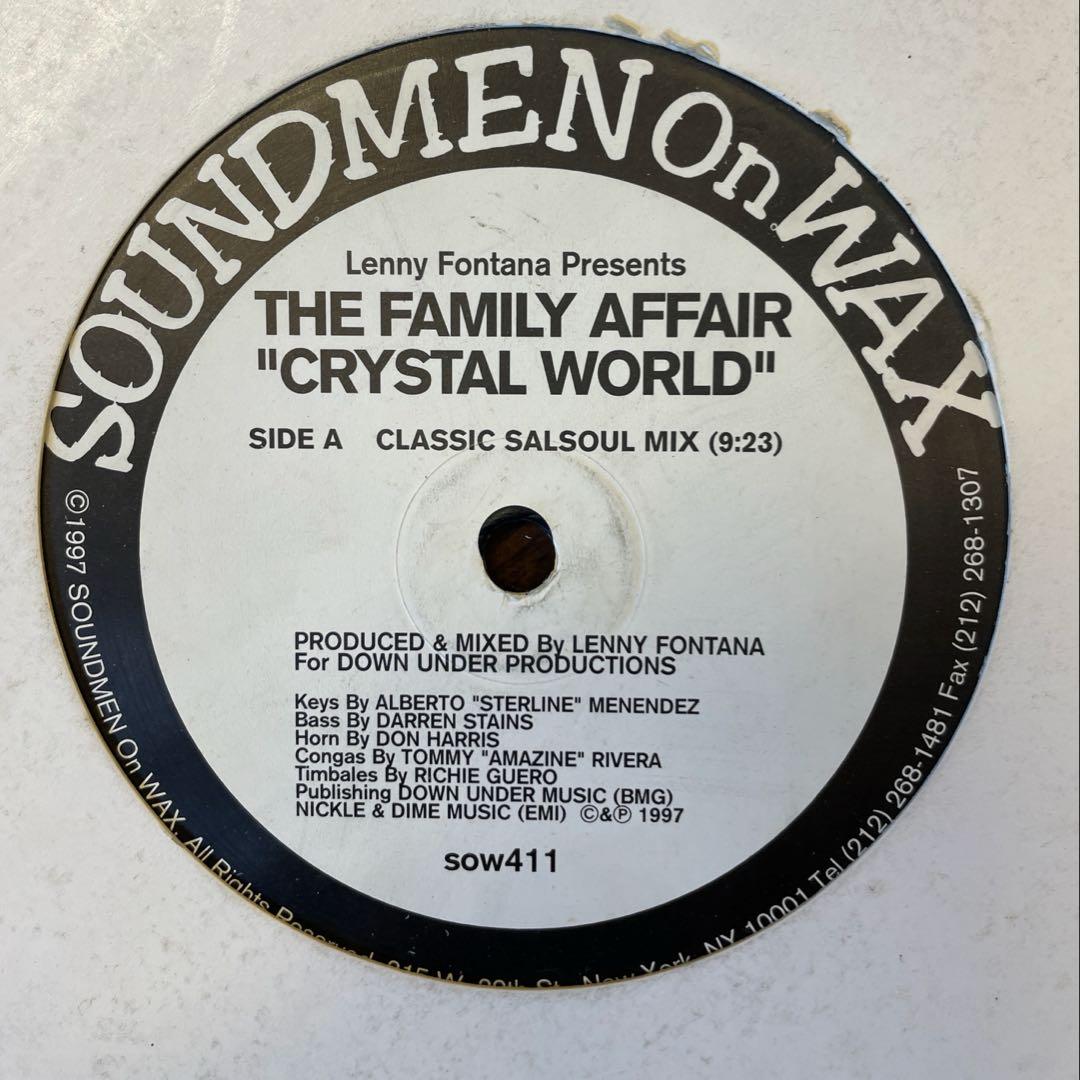 SOUNDMEN On WAX
Lenny Fontana Presents
THE FAMILY AFFAIR
"CRYSTAL WORLD"
SIDE A CLASSIC SALSOUL MIX (9:23)
PRODUCED & MIXED By LENNY FONTANA
For DOWN UNDER PRODUCTIONS
Keys By ALBERTO "STERLINE" MENENDEZ
Bass By DARREN STAINS
Horn By DON HARRIS
Congas By TOMMY "AMAZINE" RIVERA
Timbales By RICHIE GUERO
Publishing DOWN UNDER MUSIC (BMG)
NICKLE & DIME MUSIC (EMI) ©&℗ 1997
sow411
©1997 SOUNDMEN On WAX. All Rights Reserved. St., New York, NY 10001 Tel (212) 268-1481 Fax (212) 268-1307